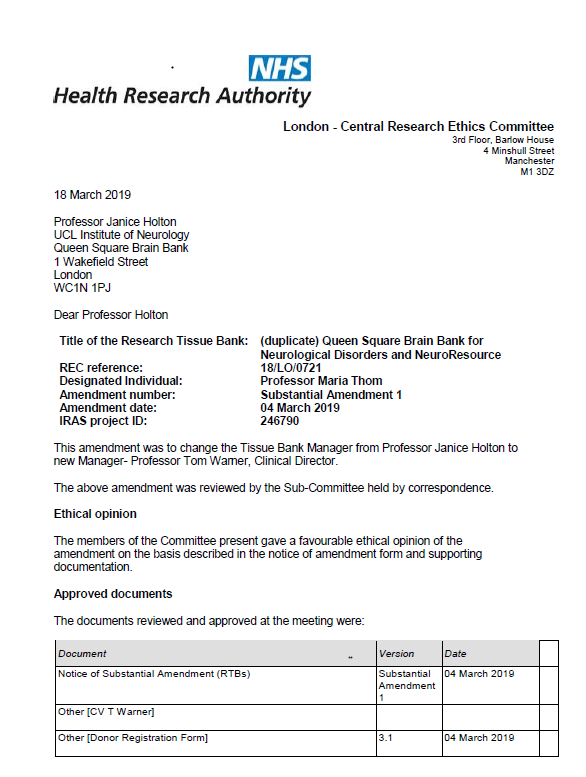 NHS
Health Research Authority
London - Central Research Ethics Committee
3rd Floor, Barlow House
4 Minshull Street
Manchester
M1 3DZ
18 March 2019
Professor Janice Holton
UCL Institute of Neurology
Queen Square Brain Bank
1 Wakefield Street
London
WC1N 1PJ
Dear Professor Holton
Title of the Research Tissue Bank: (duplicate) Queen Square Brain Bank for
Neurological Disorders and NeuroResource
REC reference: 18/LO/0721
Designated Individual: Professor Maria Thom
Amendment number: Substantial Amendment 1
Amendment date: 04 March 2019
IRAS project ID: 246790
This amendment was to change the Tissue Bank Manager from Professor Janice Holton to
new Manager- Professor Tom Warner, Clinical Director.
The above amendment was reviewed by the Sub-Committee held by correspondence.
Ethical opinion
The members of the Committee present gave a favourable ethical opinion of the
amendment on the basis described in the notice of amendment form and supporting
documentation.
Approved documents
The documents reviewed and approved at the meeting were:
Document Version Date
Notice of Substantial Amendment (RTBs) Substantial 04 March 2019
Amendment
1
Other [CV T Warner]
Other [Donor Registration Form] 3.1 04 March 2019